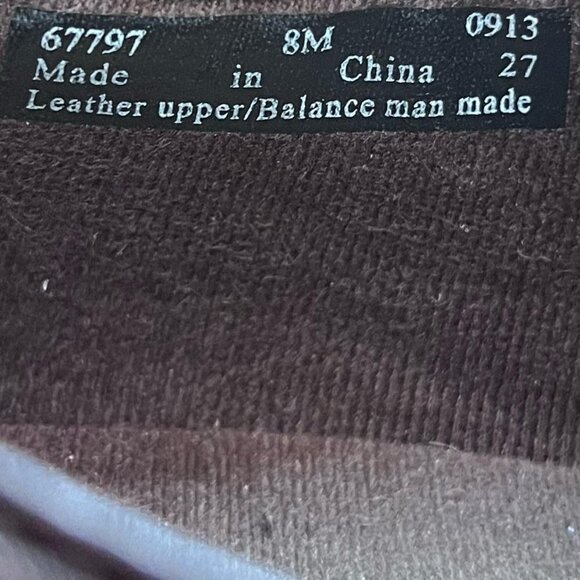 67797 8M 0913
Made in China 27
Leather upper/Balance man made